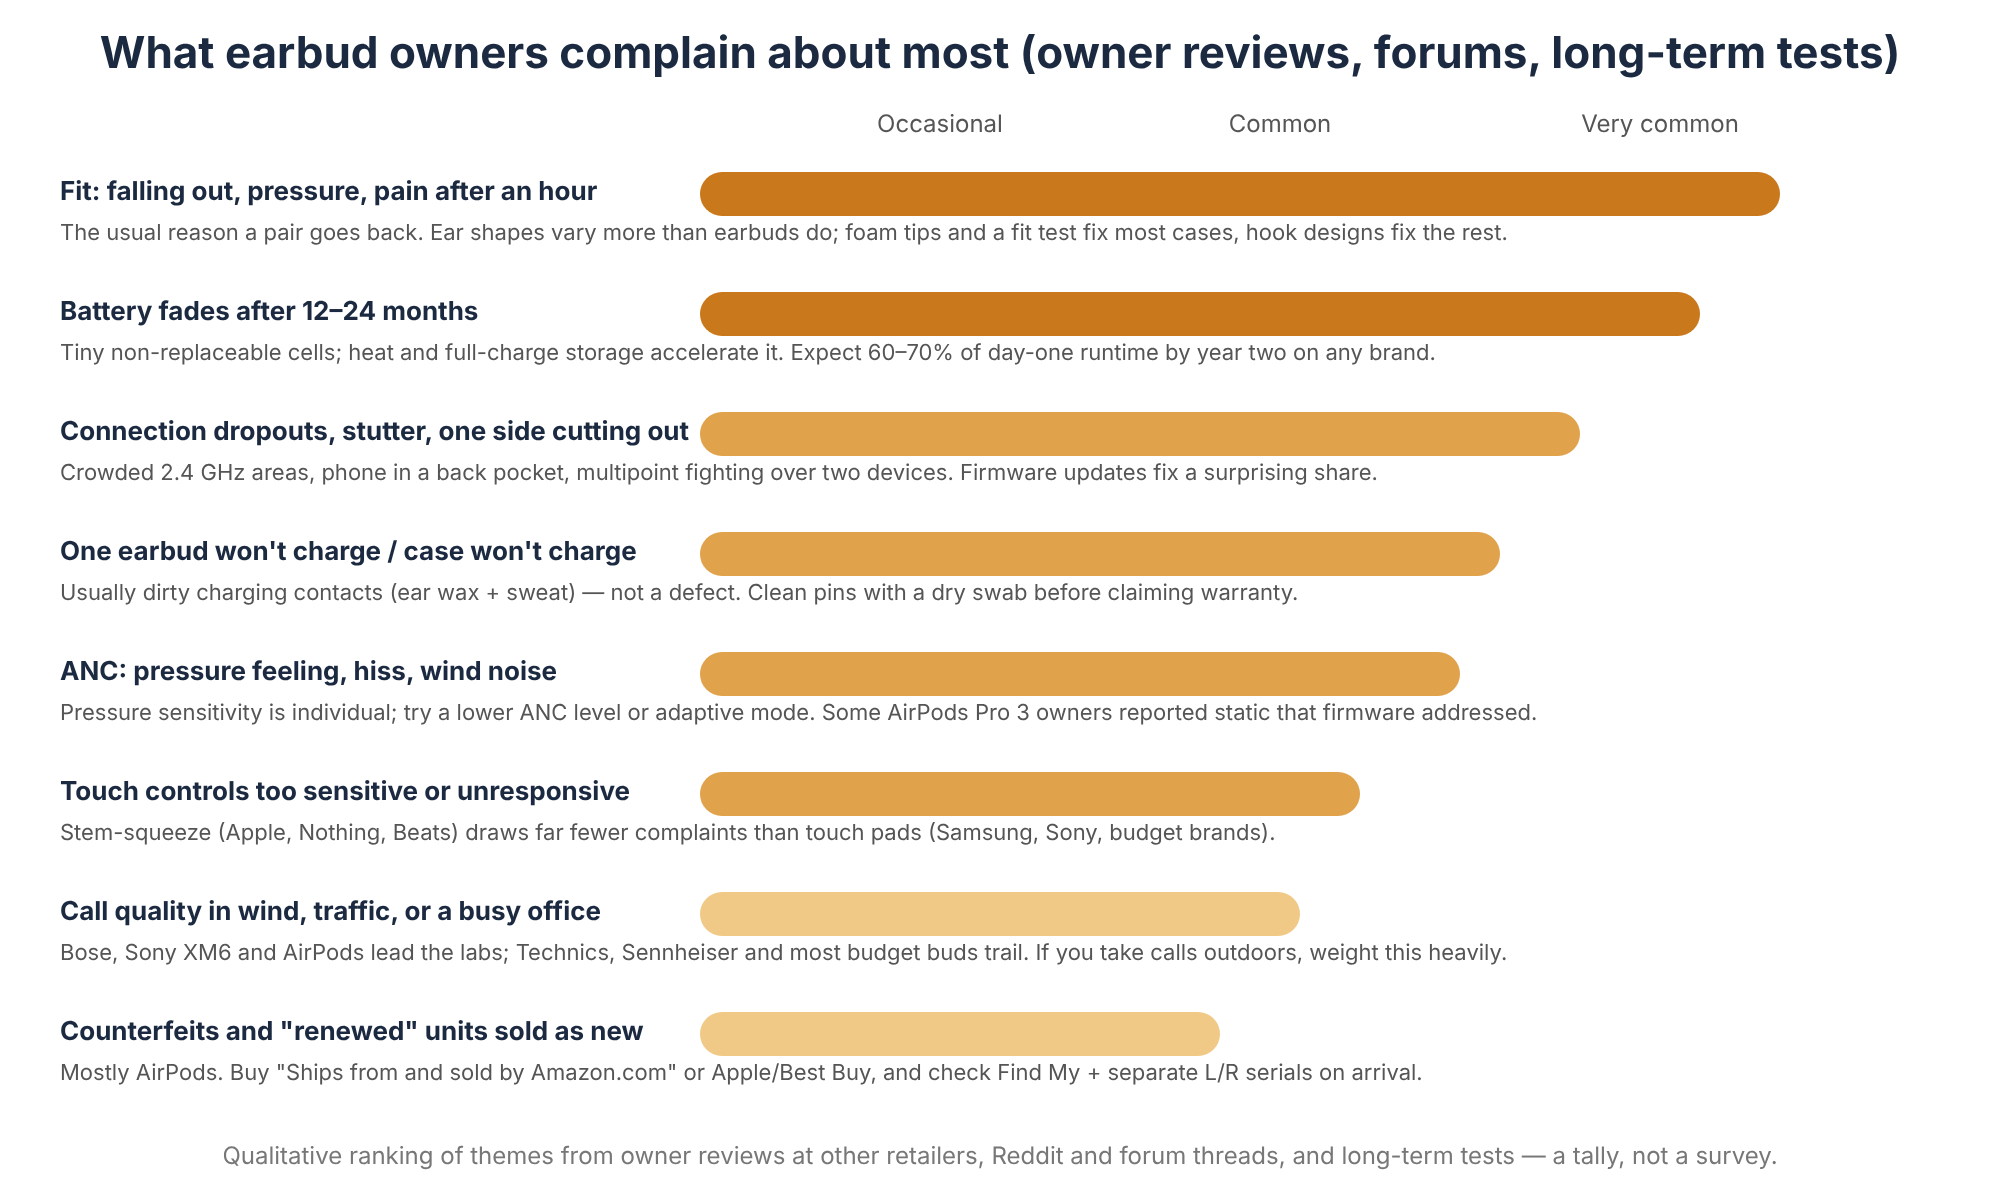 What earbud owners complain about most (owner reviews, forums, long-term tests)
Occasional Common Very common
Fit: falling out, pressure, pain after an hour
The usual reason a pair goes back. Ear shapes vary more than earbuds do; foam tips and a fit test fix most cases, hook designs fix the rest.
Battery fades after 12–24 months
Tiny non-replaceable cells; heat and full-charge storage accelerate it. Expect 60–70% of day-one runtime by year two on any brand.
Connection dropouts, stutter, one side cutting out
Crowded 2.4 GHz areas, phone in a back pocket, multipoint fighting over two devices. Firmware updates fix a surprising share.
One earbud won't charge / case won't charge
Usually dirty charging contacts (ear wax + sweat) — not a defect. Clean pins with a dry swab before claiming warranty.
ANC: pressure feeling, hiss, wind noise
Pressure sensitivity is individual; try a lower ANC level or adaptive mode. Some AirPods Pro 3 owners reported static that firmware addressed.
Touch controls too sensitive or unresponsive
Stem-squeeze (Apple, Nothing, Beats) draws far fewer complaints than touch pads (Samsung, Sony, budget brands).
Call quality in wind, traffic, or a busy office
Bose, Sony XM6 and AirPods lead the labs; Technics, Sennheiser and most budget buds trail. If you take calls outdoors, weight this heavily.
Counterfeits and "renewed" units sold as new
Mostly AirPods. Buy "Ships from and sold by Amazon.com" or Apple/Best Buy, and check Find My + separate L/R serials on arrival.
Qualitative ranking of themes from owner reviews at other retailers, Reddit and forum threads, and long-term tests — a tally, not a survey.